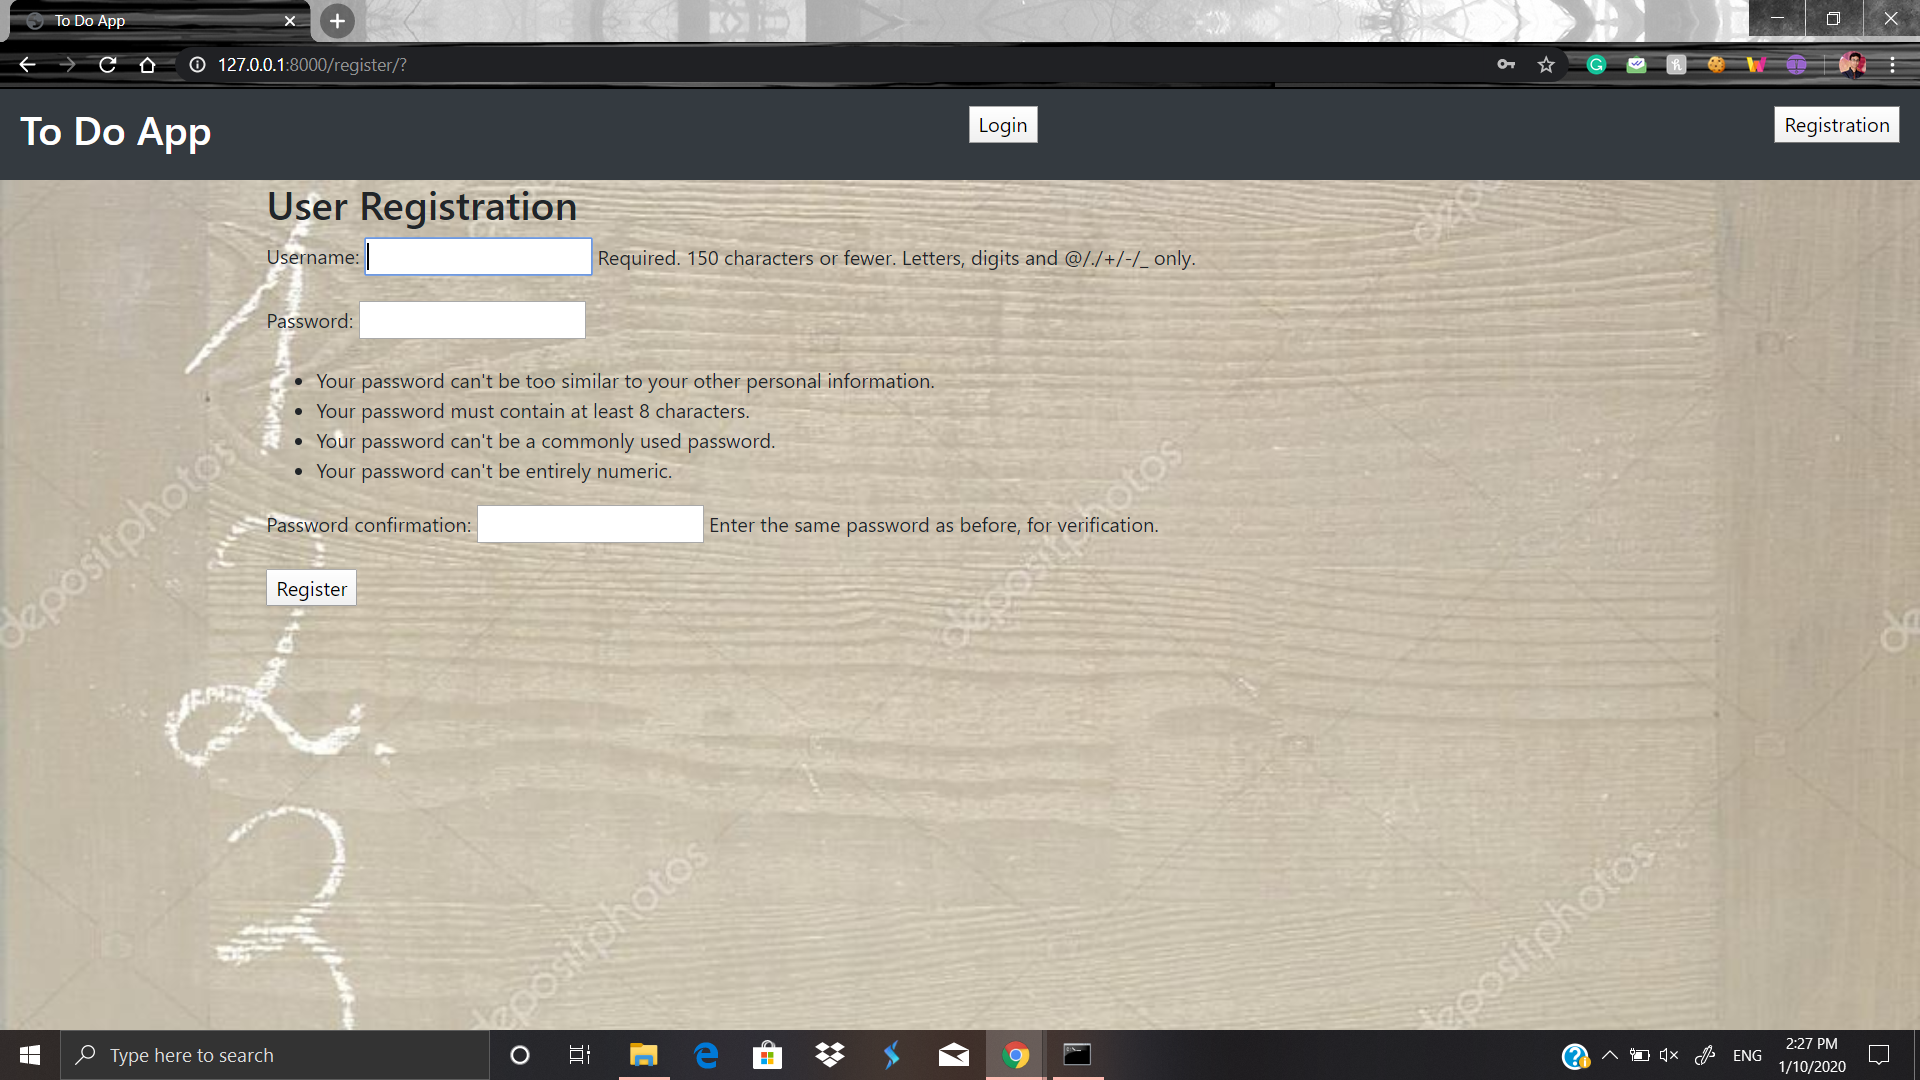 To Do App
127.0.0.1:8000/register/?
To Do App
Login
Registration
User Registration
Username: Required. 150 characters or fewer. Letters, digits and @/./+/-/_ only.
Password:
Your password can't be too similar to your other personal information.
Your password must contain at least 8 characters.
Your password can't be a commonly used password.
Your password can't be entirely numeric.
Password confirmation: Enter the same password as before, for verification.
Register
1
2.
3
depositphotos
depositphotos
depositphotos
depositphotos
Type here to search
ENG
2:27 PM
1/10/2020